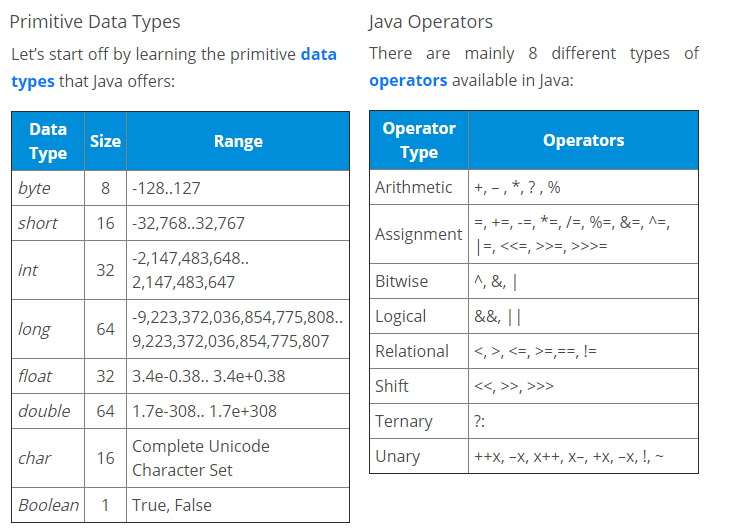 Primitive Data Types
Let's start off by learning the primitive data
types that Java offers:
Data
Type
Size
Range
byte 8 -128..127
short 16 -32,768..32,767
int 32 -2,147,483,648..
2,147,483,647
long 64 -9,223,372,036,854,775,808..
9,223,372,036,854,775,807
float 32 3.4e-0.38.. 3.4e+0.38
double 64 1.7e-308.. 1.7e+308
char 16 Complete Unicode
Character Set
Boolean 1 True, False
Java Operators
There are mainly 8 different types of
operators available in Java:
Operator
Type
Operators
Arithmetic +, – , *, ? , %
Assignment =, +=, -=, *=, /=, %=, &=, ^=,
|=, <<=, >>=, >>>=
Bitwise ^, &, |
Logical &&, ||
Relational <, >, <=, >=,==, !=
Shift <<, >>, >>>
Ternary ?:
Unary ++x, –x, x++, x–, +x, –x, !, ~